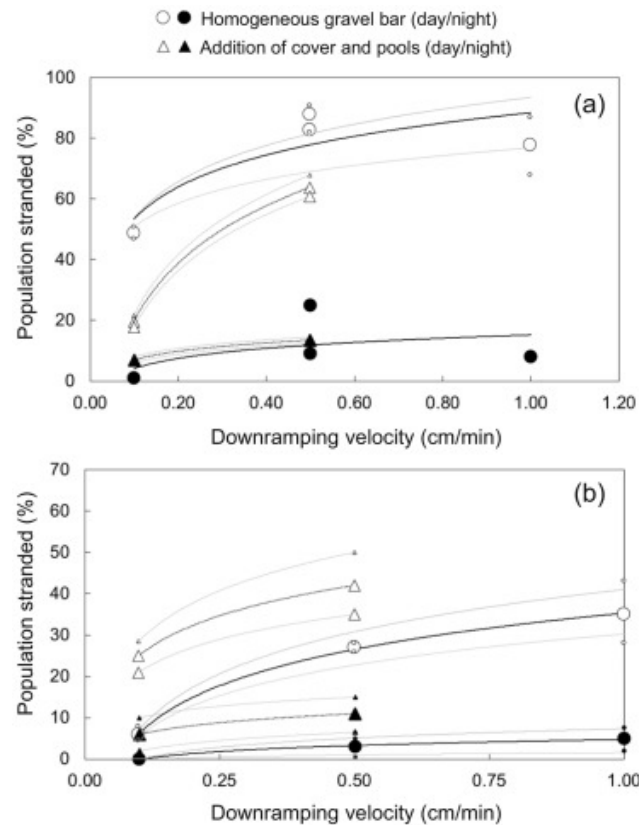 Homogeneous gravel bar (day/night)
Addition of cover and pools (day/night)
(a)
Population stranded (%)
100
80
60
40
20
0
0.00 0.20 0.40 0.60 0.80 1.00 1.20
Downramping velocity (cm/min)
(b)
Population stranded (%)
70
60
50
40
30
20
10
0
0.00 0.25 0.50 0.75 1.00
Downramping velocity (cm/min)